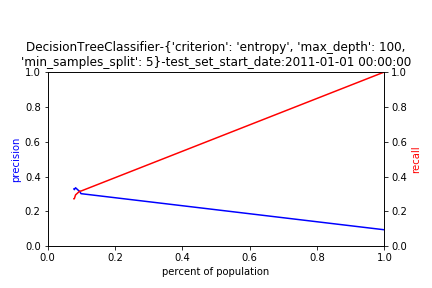 DecisionTreeClassifier-{'criterion': 'entropy', 'max_depth': 100,
'min_samples_split': 5}-test_set_start_date:2011-01-01 00:00:00
1.0 1.0
0.8 0.8
0.6 0.6
precision recall
0.4 0.4
0.2 0.2
0.0 0.0
0.0 0.2 0.4 0.6 0.8 1.0
percent of population